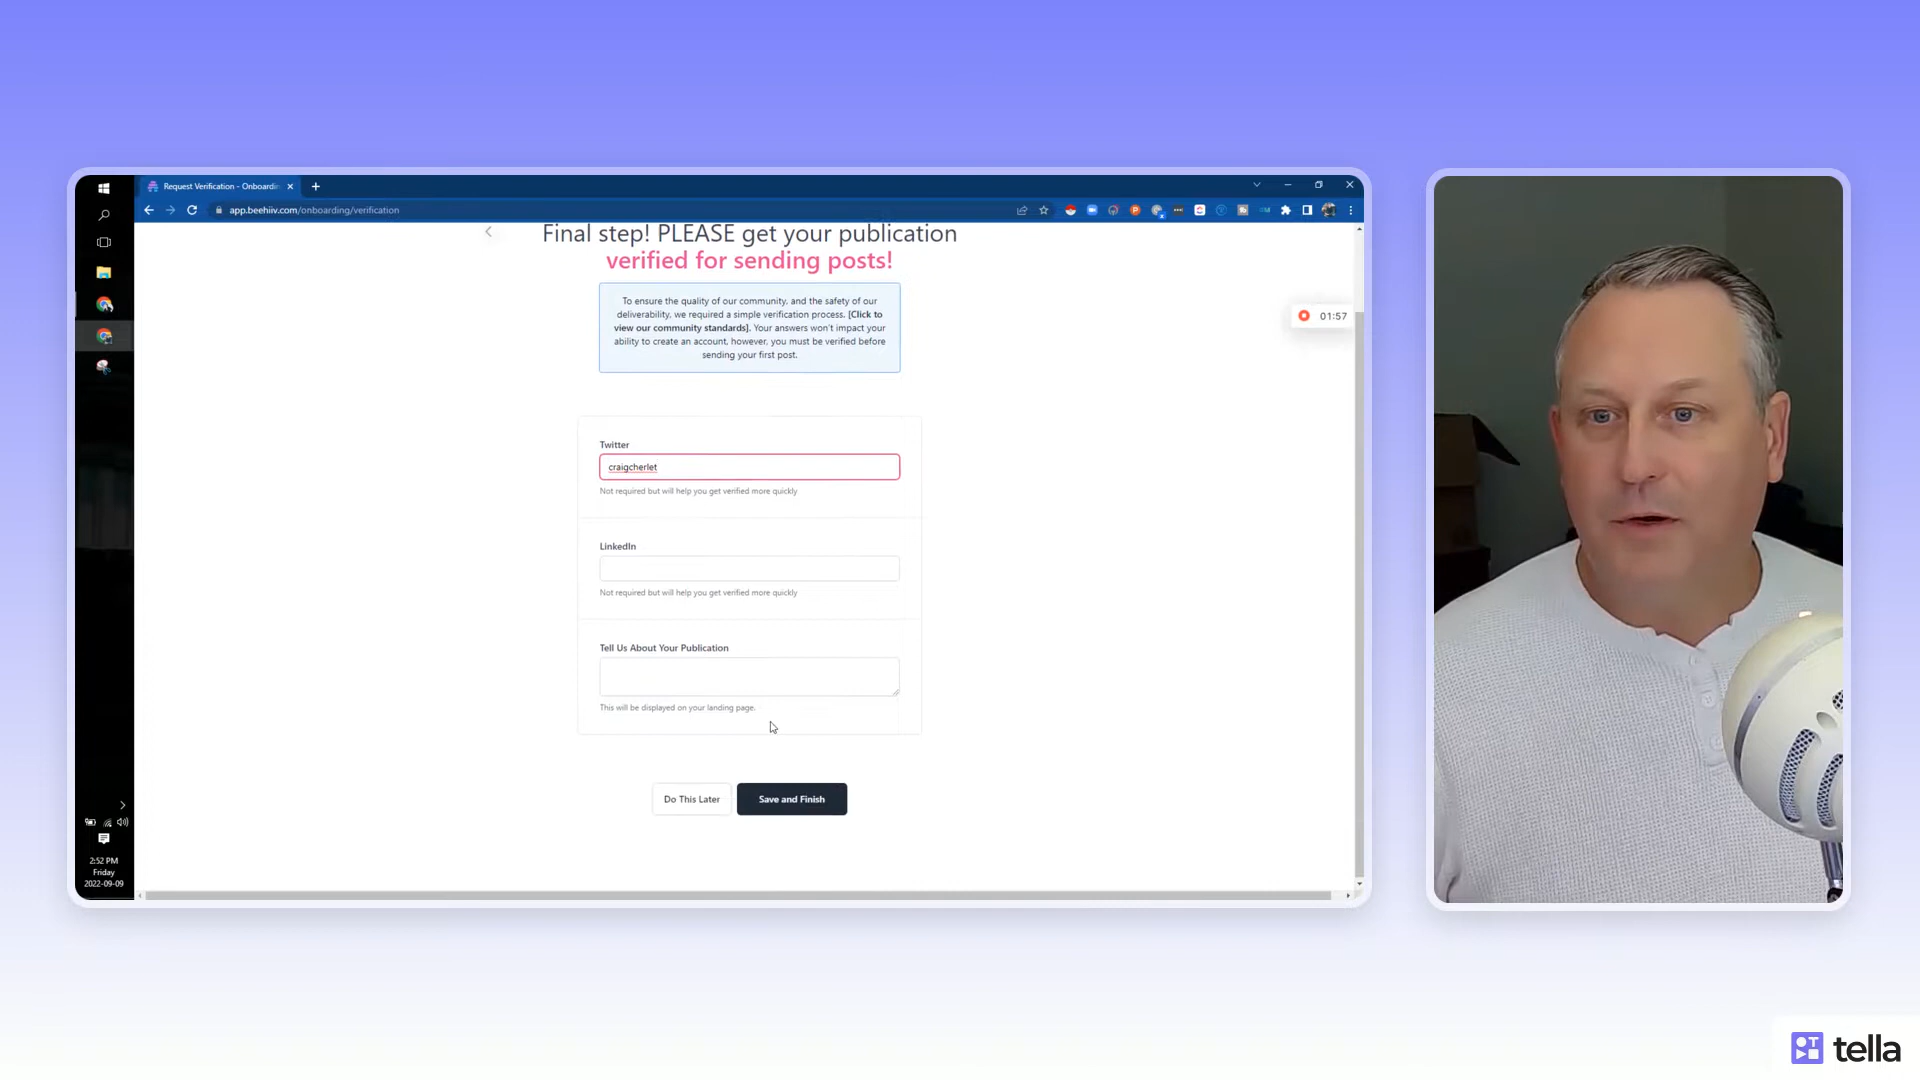 Request Verification - Onboardin
app.beehiiv.com/onboarding/verification
Final step! PLEASE get your publication
verified for sending posts!
To ensure the quality of our community, and the safety of our
deliverability, we required a simple verification process. [Click to
view our community standards]. Your answers won't impact your
ability to create an account, however, you must be verified before
sending your first post.
01:57
Twitter
craigcherlet
Not required but will help you get verified more quickly
LinkedIn
Not required but will help you get verified more quickly
Tell Us About Your Publication
This will be displayed on your landing page.
Do This Later
Save and Finish
2:52 PM
Friday
2022-09-09
tella